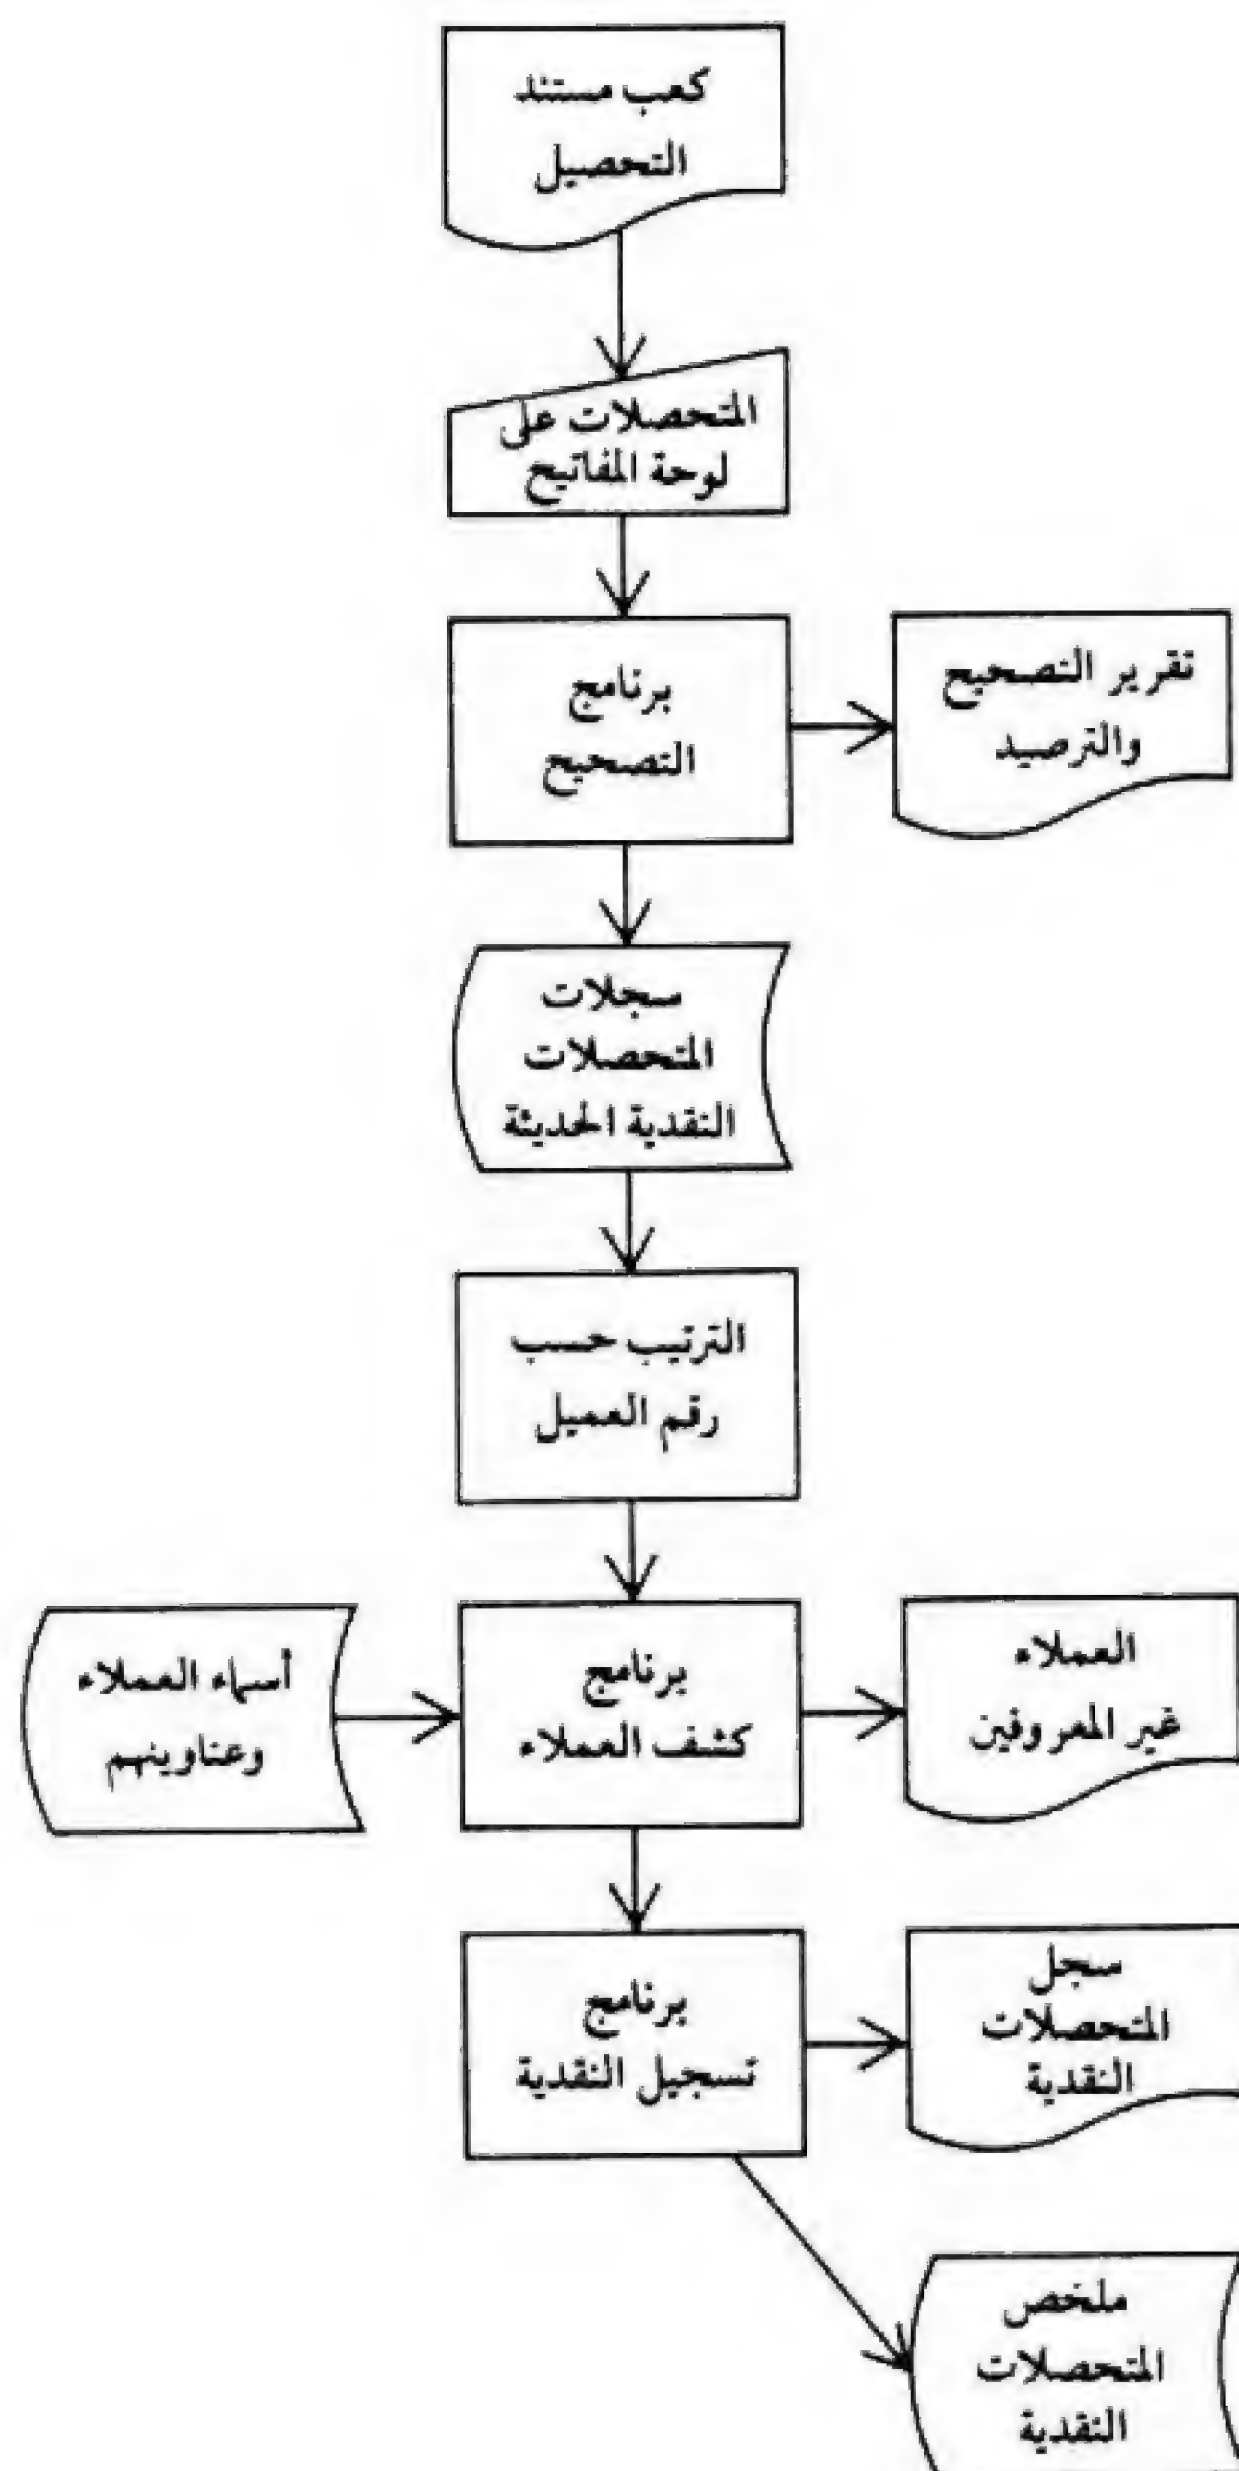 كعب مستند
التحصيل
المتحصلات على
لوحة المفاتيح
برنامج
التصحيح
تقرير التصحيح
والترصيد
سجلات
المتحصلات
النقدية الحديثة
الترتيب حسب
رقم العميل
أسماء العملاء
وعناوينهم
برنامج
كشف العملاء
العملاء
غير المعروفين
برنامج
تسجيل النقدية
سجل
المتحصلات
النقدية
ملخص
المتحصلات
النقدية